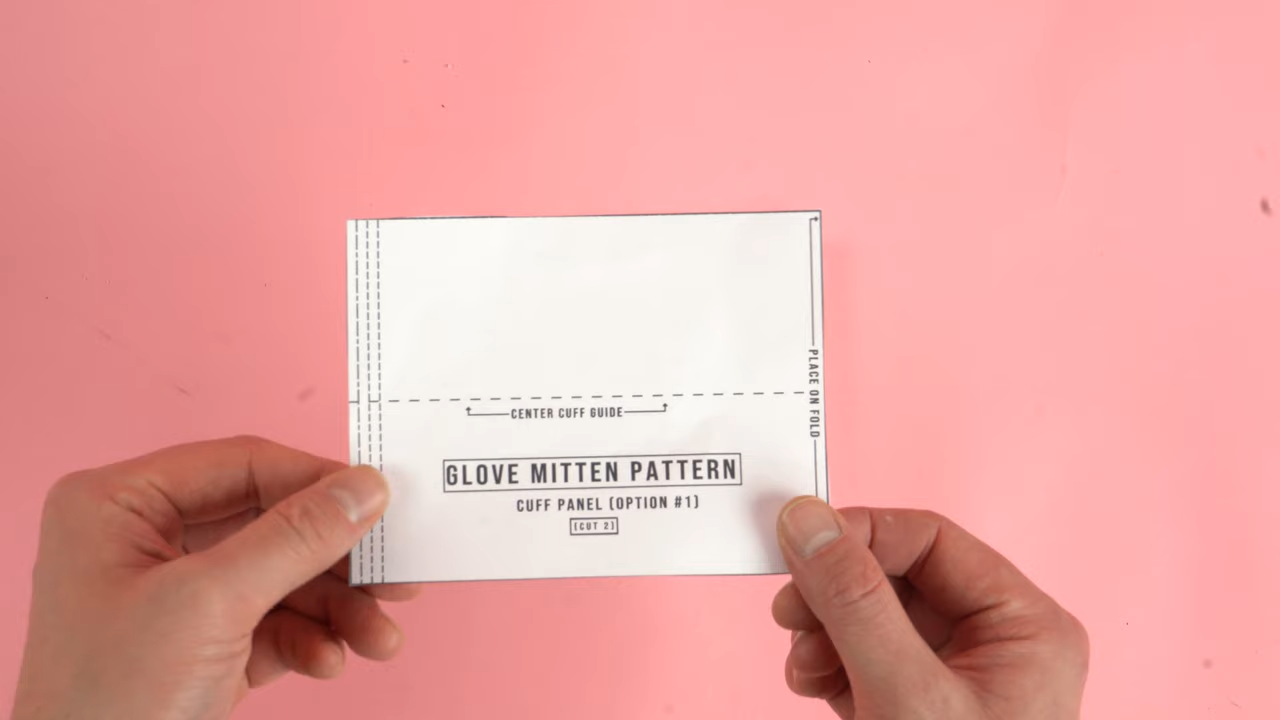 PLACE ON FOLD
CENTER CUFF GUIDE
GLOVE MITTEN PATTERN
CUFF PANEL (OPTION #1)
(CUT 2)